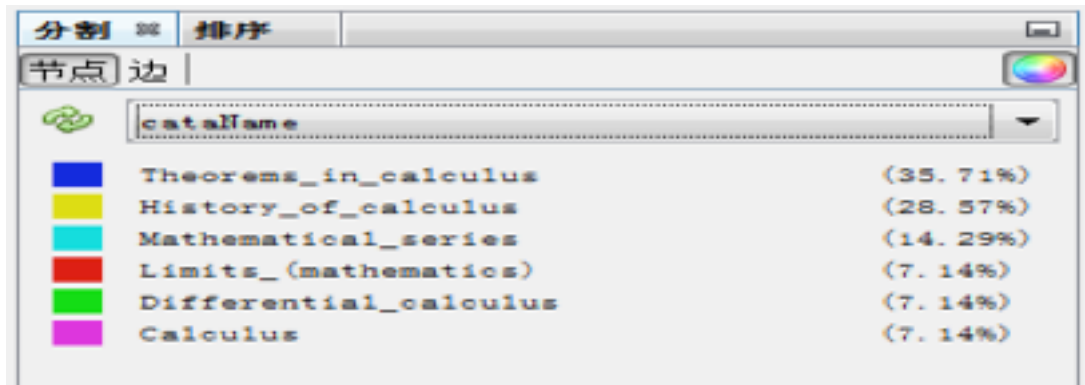 分割 排序
节点 边
cataName
Theorems_in_calculus (35.71%)
History_of_calculus (28.57%)
Mathematical_series (14.29%)
Limits_(mathematics) (7.14%)
Differential_calculus (7.14%)
Calculus (7.14%)